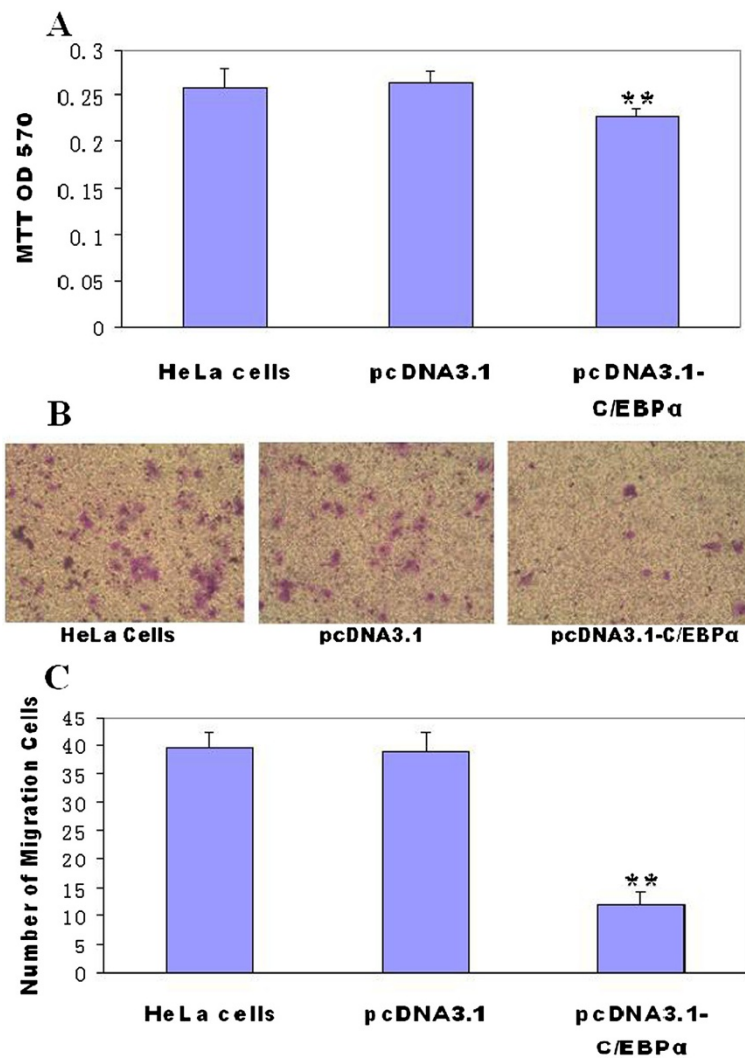 A
0.3
0.25
0.2
0.15
0.1
0.05
0
MTT OD 570
**
HeLa cells
pcDNA3.1
pcDNA3.1-
C/EBPα
B
HeLa Cells
pcDNA3.1
pcDNA3.1-C/EBPα
C
45
40
35
30
25
20
15
10
5
0
Number of Migration Cells
**
HeLa cells
pcDNA3.1
pcDNA3.1-
C/EBPα